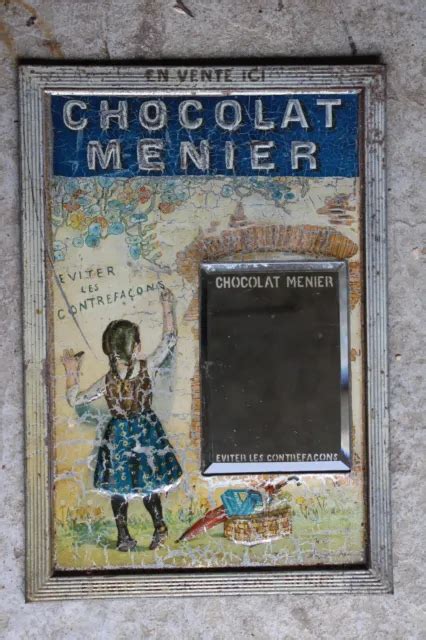 EN VENTE ICI
CHOCOLAT
MENIER
EVITER
LES
CONTREFAÇONS
CHOCOLAT MENIER
EVITER LES CONTREFAÇONS